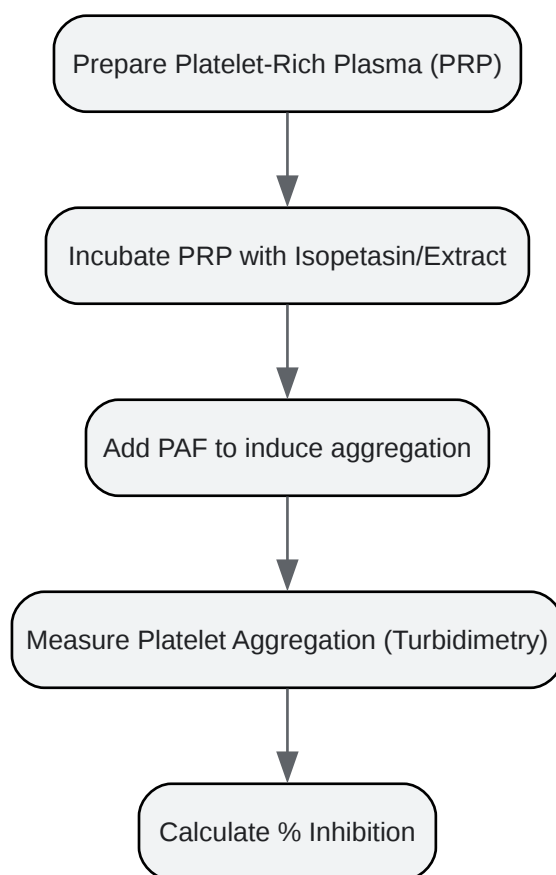 Prepare Platelet-Rich Plasma (PRP)
Incubate PRP with Isopetasin/Extract
Add PAF to induce aggregation
Measure Platelet Aggregation (Turbidimetry)
Calculate % Inhibition